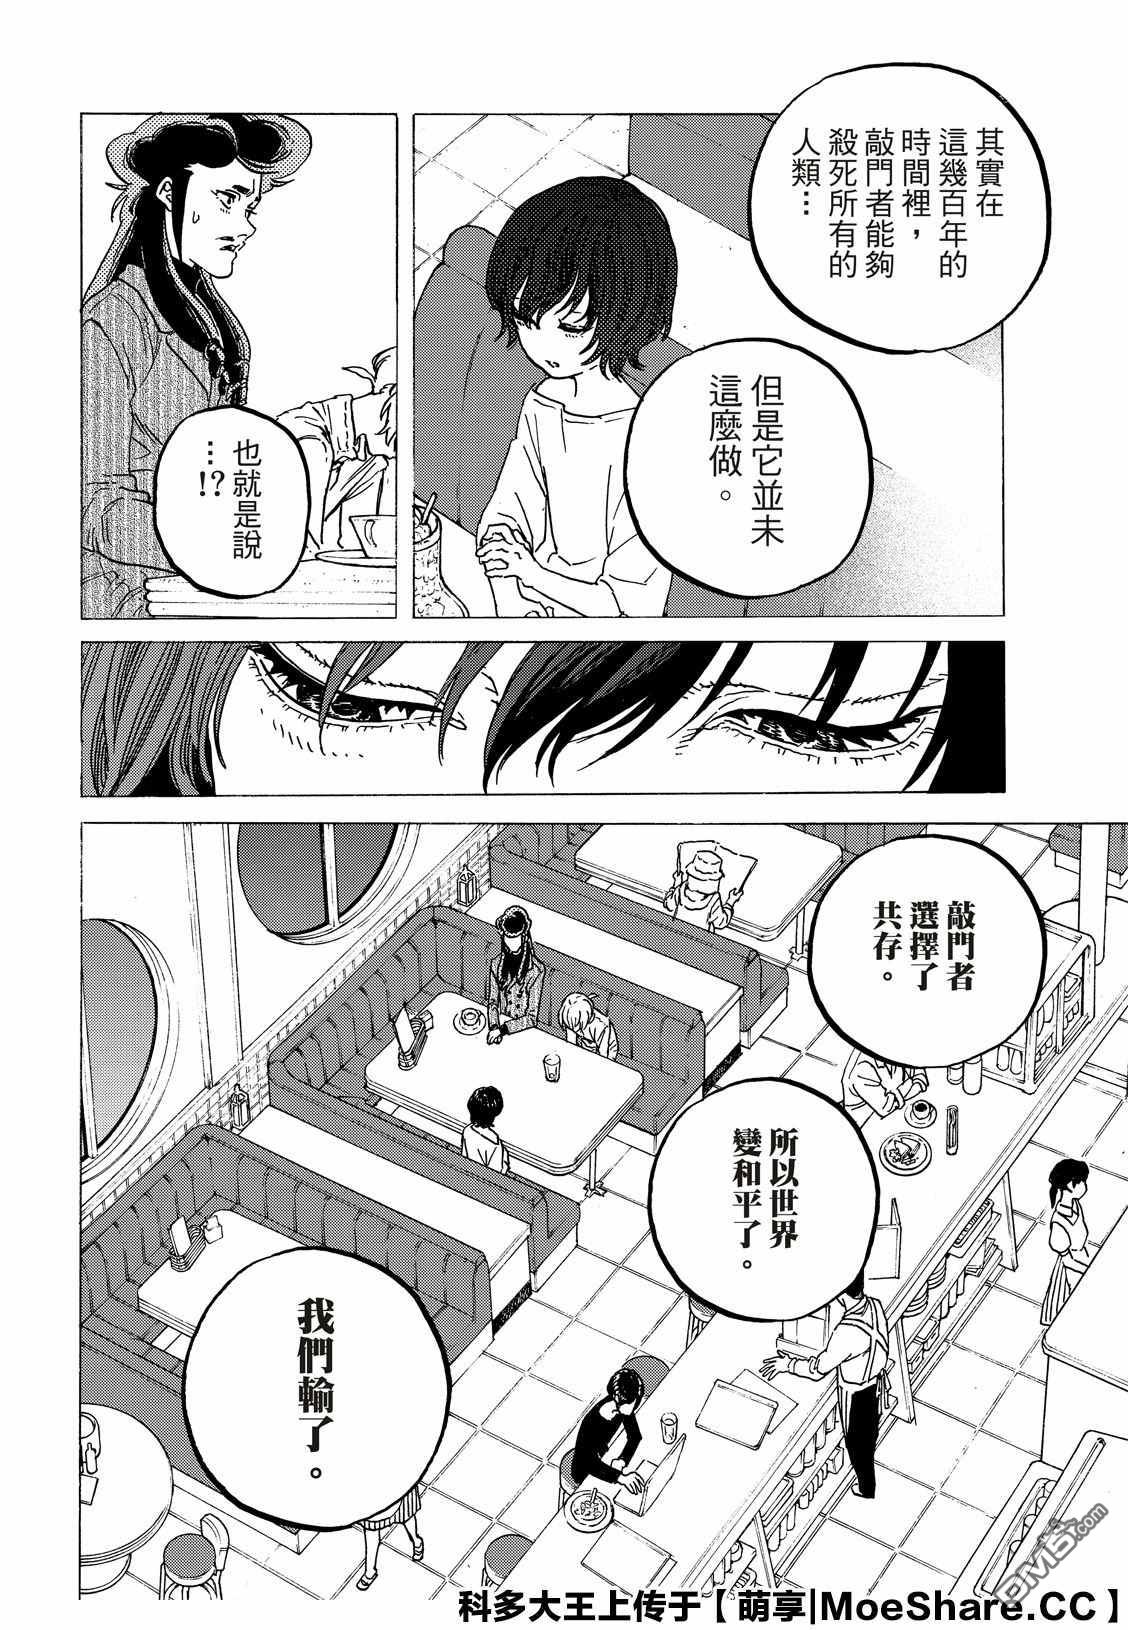 其實在
這幾百年的
時間裡，
敲門者能夠
殺死所有的
人類…
但是它並未
這麼做。
也就是說
…!?
敲門者
選擇了
共存。
所以世界
變和平了。
我們輸了。
科多大王上传于【萌享|MoeShare.CC】
DM5.com